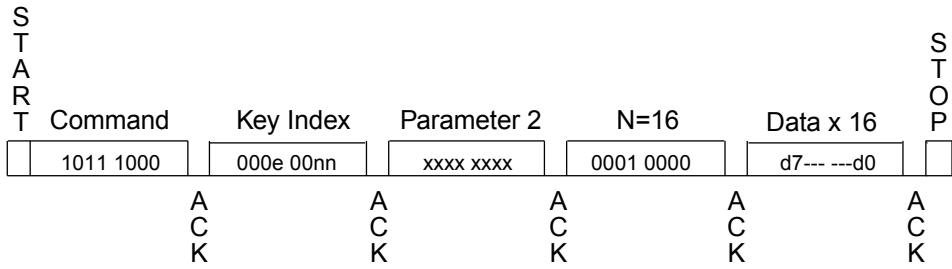 START
STOP
Command Key Index Parameter 2 N=16 Data x 16
1011 1000 000e 00nn xxxx xxxx 0001 0000 d7--- ---d0
ACK ACK ACK ACK ACK